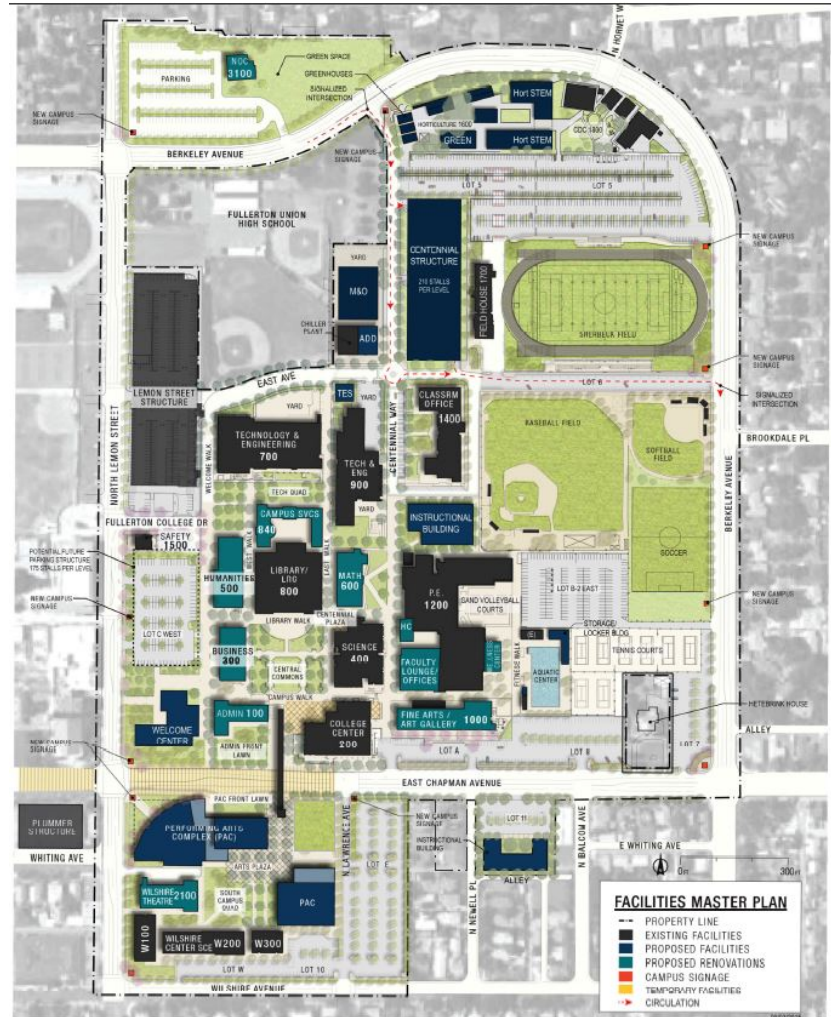 N HORNET W
NOC
3100
GREEN SPACE
PARKING
GREENHOUSES
SIGNALIZED
INTERSECTION
Hort STEM
NEW CAMPUS
SIGNAGE
HORTICULTURE 1600
GREEN
Hort STEM
CDC 1900
BERKELEY AVENUE
NEW CAMPUS
SIGNAGE
LOT 5
LOT 5
FULLERTON UNION
HIGH SCHOOL
CENTENNIAL
STRUCTURE
210 STALLS
PER LEVEL
NEW CAMPUS
SIGNAGE
YARD
M&O
FIELD HOUSE 1700
CHILLER
PLANT
ADD
SHERBECK FIELD
NEW CAMPUS
SIGNAGE
EAST AVE
LOT 6
LEMON STREET
STRUCTURE
NORTH LEMON STREET
YARD
TES
YARD
CENTENNIAL WAY
CLASSRM
OFFICE
1400
SIGNALIZED
INTERSECTION
WELCOME WALK
TECHNOLOGY &
ENGINEERING
700
BASEBALL FIELD
SOFTBALL
FIELD
BROOKDALE PL
BERKELEY AVENUE
TECH &
ENG
900
TECH QUAD
YARD
FULLERTON COLLEGE DR
CAMPUS SVCS
840
INSTRUCTIONAL
BUILDING
SAFETY
1500
POTENTIAL FUTURE
PARKING STRUCTURE
175 STALLS PER LEVEL
WEST WALK
EAST WALK
SOCCER
HUMANITIES
500
LIBRARY/
LRC
800
MATH
600
P.E.
1200
LOT B-2 EAST
NEW CAMPUS
SIGNAGE
SAND VOLLEYBALL
COURTS
NEW CAMPUS
SIGNAGE
LOT C WEST
CENTENNIAL
PLAZA
LIBRARY WALK
STORAGE/
LOCKER BLDG
(E)
HC
BUSINESS
300
SCIENCE
400
TENNIS COURTS
FITNESS WALK
CENTRAL
COMMONS
FACULTY
LOUNGE/
OFFICES
WELLNESS
CENTER
AQUATIC
CENTER
CAMPUS WALK
HETEBRINK HOUSE
WELCOME
CENTER
ADMIN 100
COLLEGE
CENTER
200
FINE ARTS /
ART GALLERY
1000
ALLEY
NEW CAMPUS
SIGNAGE
ADMIN FRONT
LAWN
LOT A
LOT 8
LOT 7
EAST CHAPMAN AVENUE
PAC FRONT LAWN
PLUMMER
STRUCTURE
PERFORMING ARTS
COMPLEX (PAC)
N LAWRENCE AVE
NEW CAMPUS
SIGNAGE
LOT 11
N BALCOM AVE
E WHITING AVE
INSTRUCTIONAL
BUILDING
WHITING AVE
ARTS PLAZA
LOT E
ALLEY
N NEWELL PL
0FT
300FT
WILSHIRE
THEATRE 2100
SOUTH
CAMPUS
QUAD
PAC
FACILITIES MASTER PLAN
PROPERTY LINE
EXISTING FACILITIES
PROPOSED FACILITIES
PROPOSED RENOVATIONS
CAMPUS SIGNAGE
TEMPORARY FACILITIES
CIRCULATION
W100
WILSHIRE
CENTER SCE
W200
W300
LOT W
LOT 10
WILSHIRE AVENUE